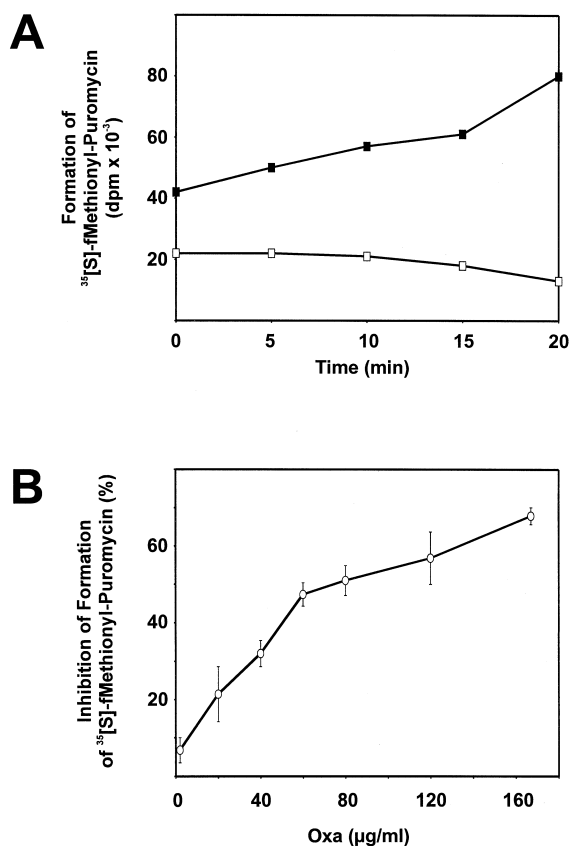 A
Formation of
³⁵[S]-fMethionyl-Puromycin
(dpm x 10⁻³)
80
60
40
20
0 5 10 15 20
Time (min)
B
Inhibition of Formation
of ³⁵[S]-fMethionyl-Puromycin (%)
60
40
20
0 40 80 120 160
Oxa (µg/ml)